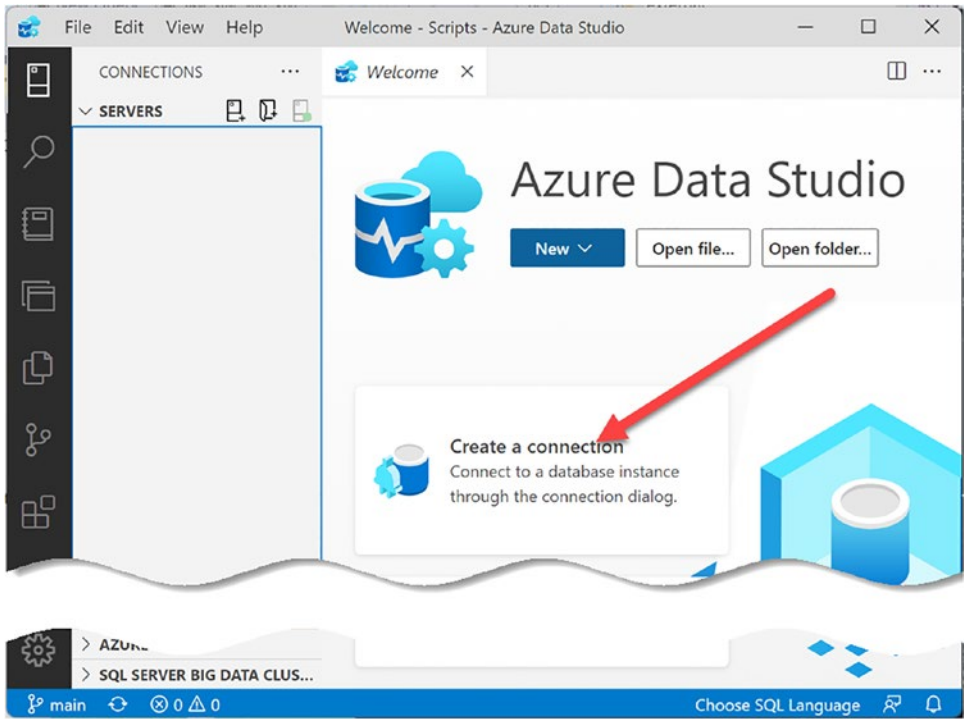 File Edit View Help Welcome - Scripts - Azure Data Studio
CONNECTIONS
Welcome
SERVERS
Azure Data Studio
New
Open file...
Open folder...
Create a connection
Connect to a database instance
through the connection dialog.
SQL SERVER BIG DATA CLUS...
main 0 0 Choose SQL Language